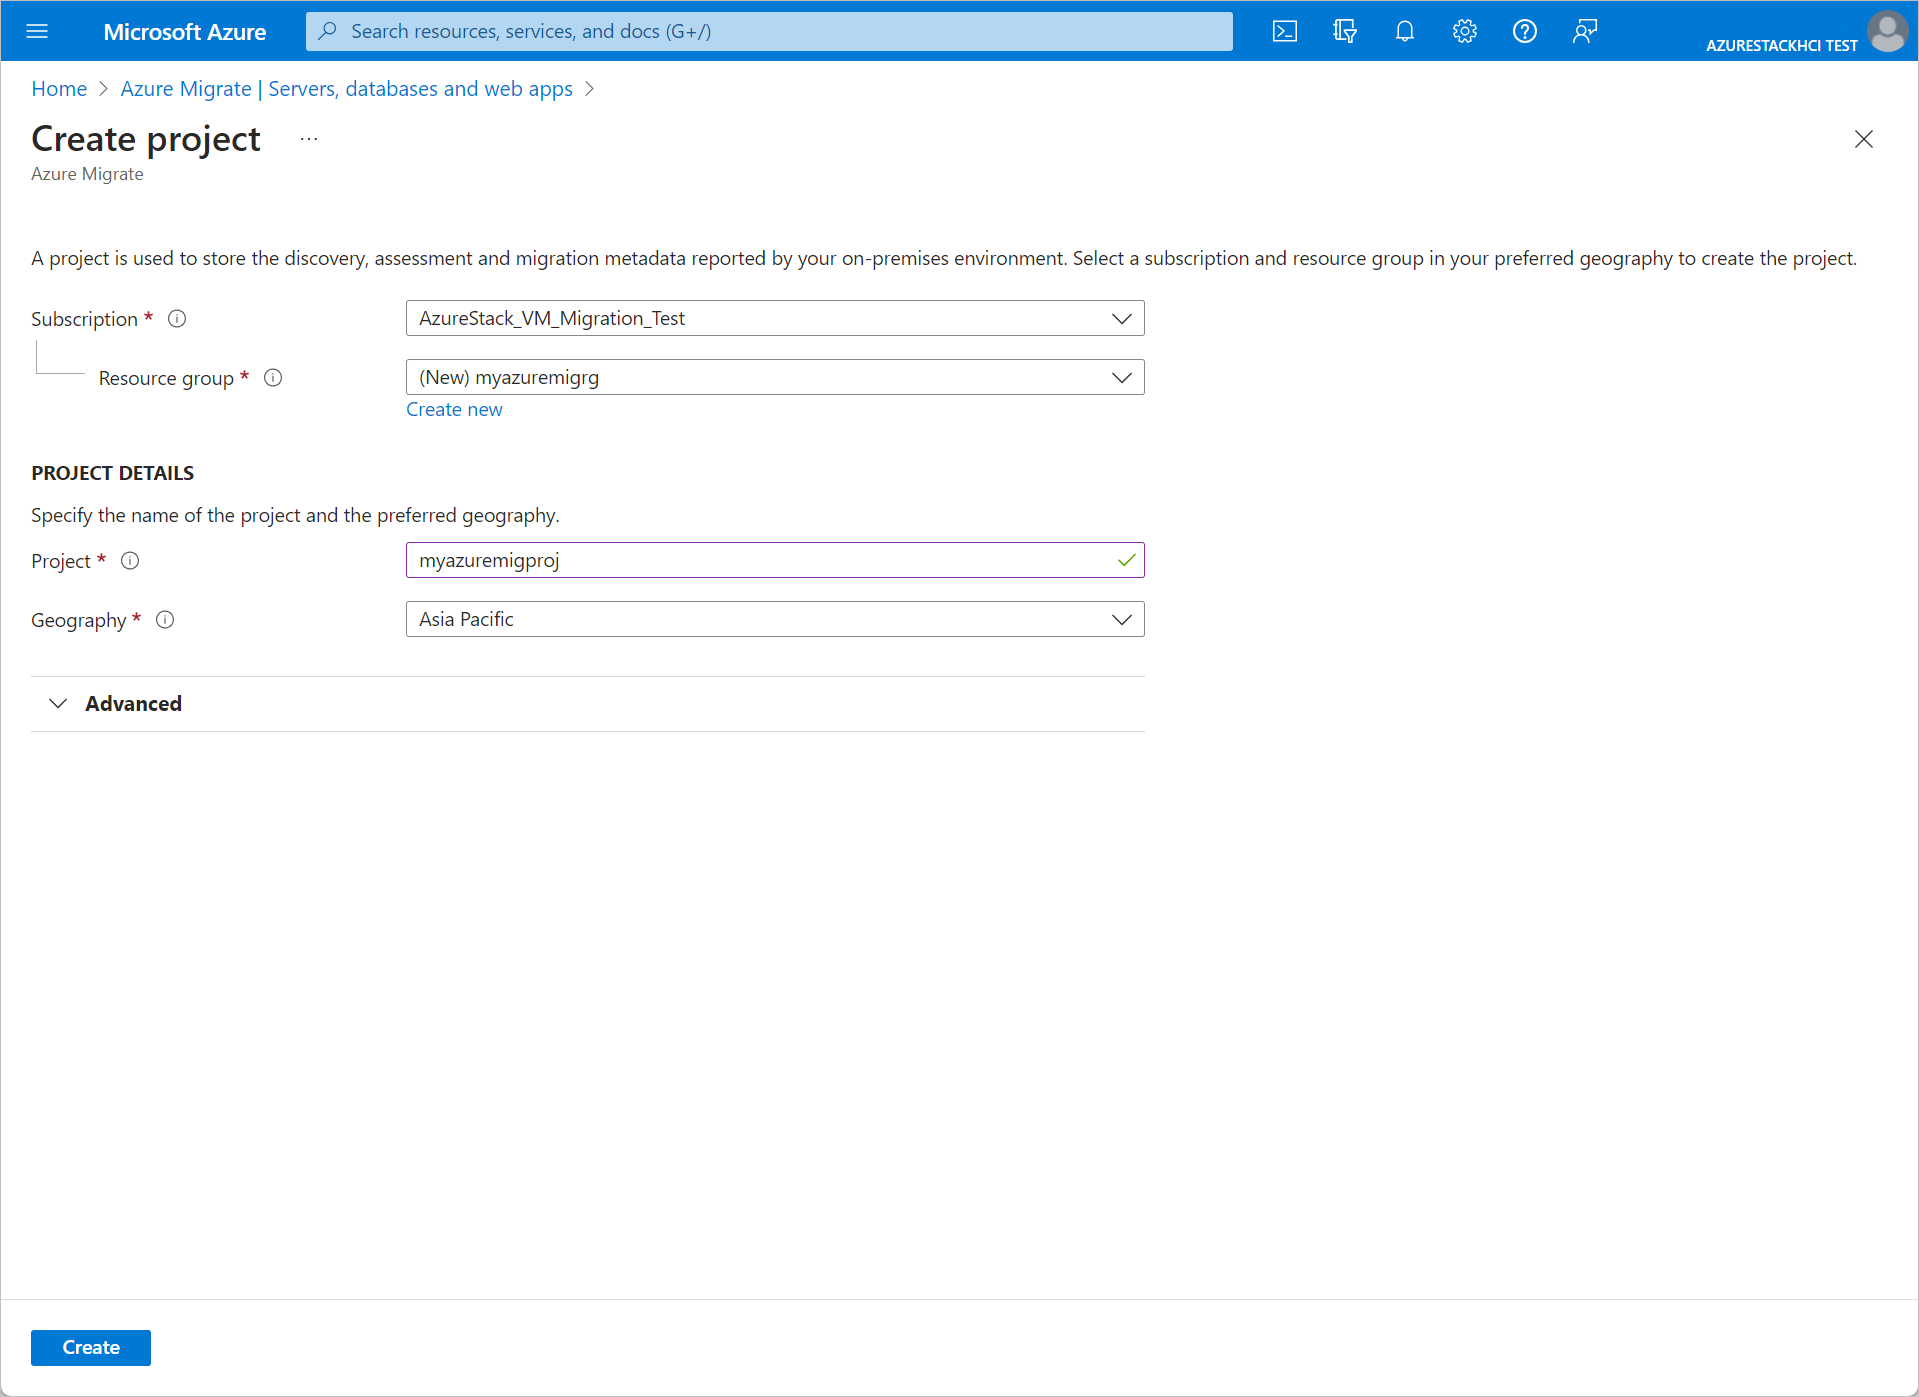 Microsoft Azure
Search resources, services, and docs (G+/)
AZURESTACKHCI TEST
Home > Azure Migrate | Servers, databases and web apps >
Create project ...
Azure Migrate
A project is used to store the discovery, assessment and migration metadata reported by your on-premises environment. Select a subscription and resource group in your preferred geography to create the project.
Subscription *
AzureStack_VM_Migration_Test
Resource group *
(New) myazuremigrg
Create new
PROJECT DETAILS
Specify the name of the project and the preferred geography.
Project *
myazuremigproj
Geography *
Asia Pacific
Advanced
Create